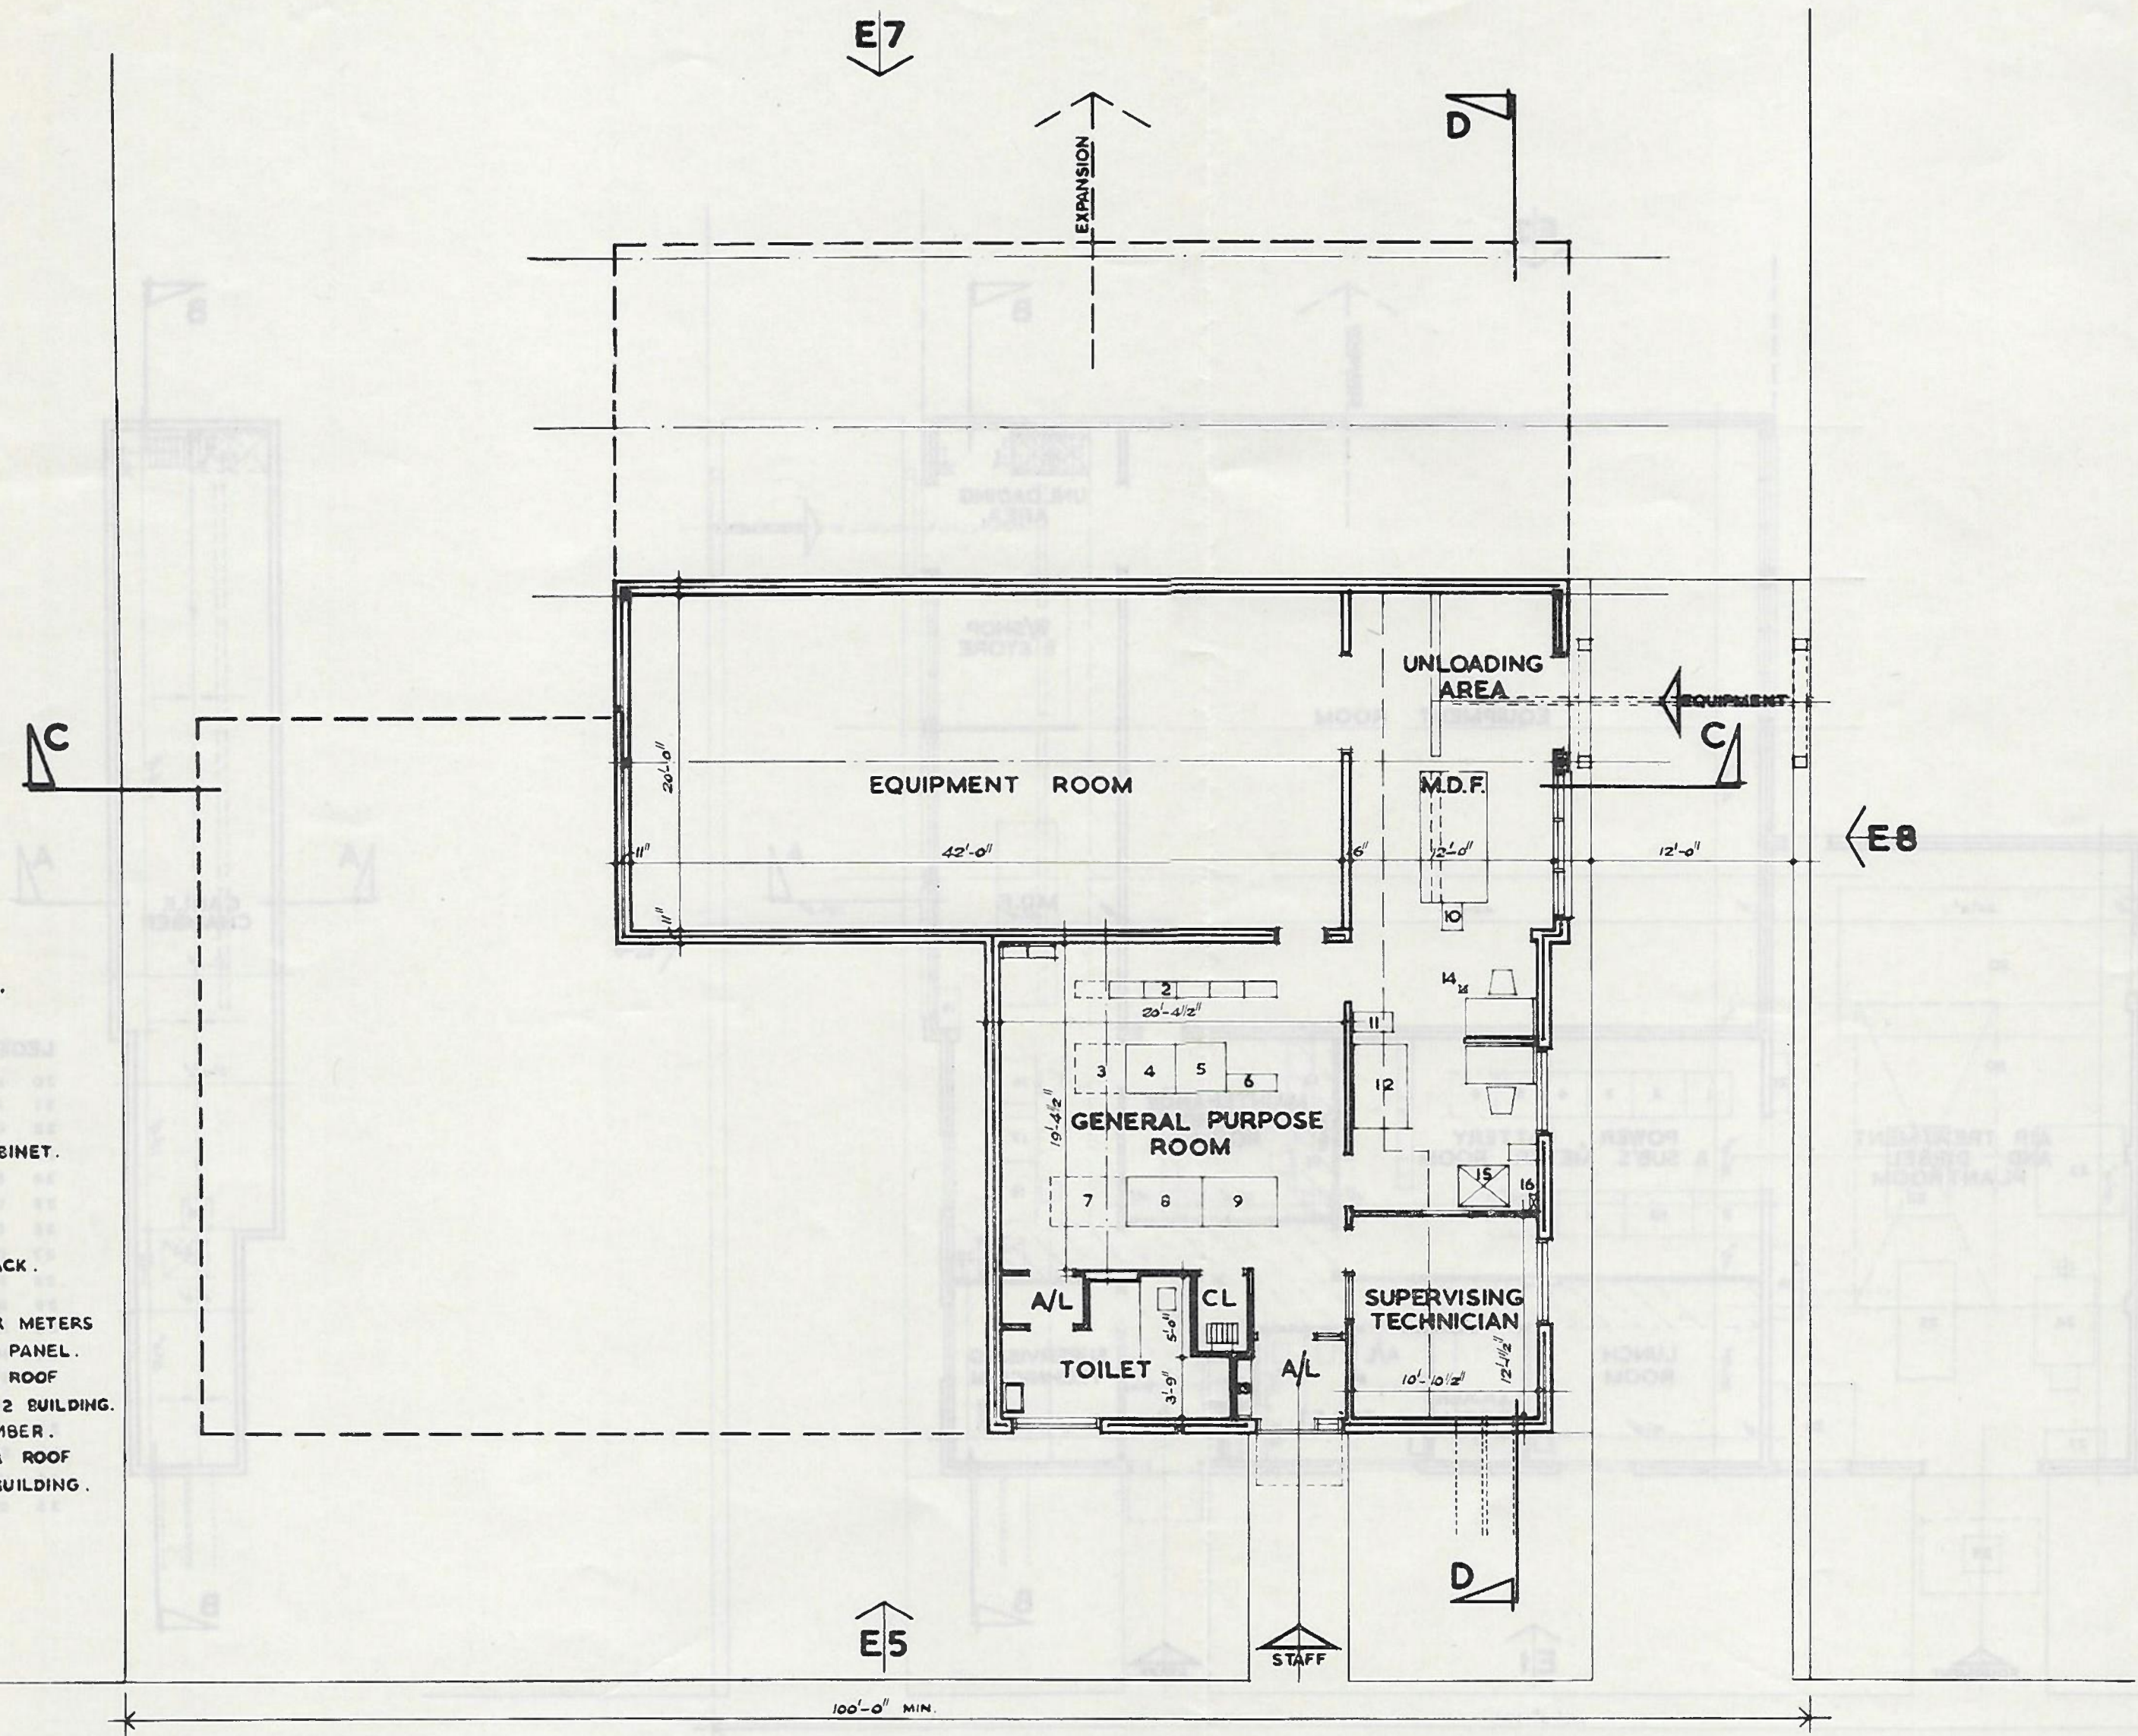 E7
D
EXPANSION
UNLOADING
AREA
EQUIPMENT
C
C
20'-0"
EQUIPMENT ROOM
M.D.F.
E8
11"
42'-0"
6"
12'-0"
12'-0"
11"
10
14
2
20'-4½"
11
BINET.
3
4
5
6
12
19'-4½"
GENERAL PURPOSE
ROOM
15
16
7
8
9
ACK.
A/L
CL
SUPERVISING
TECHNICIAN
METERS
PANEL.
ROOF
2 BUILDING.
MBER.
ROOF
BUILDING.
5'-0"
TOILET
A/L
3'-9"
10'-10½"
12'-1½"
D
E5
STAFF
100'-0" MIN.